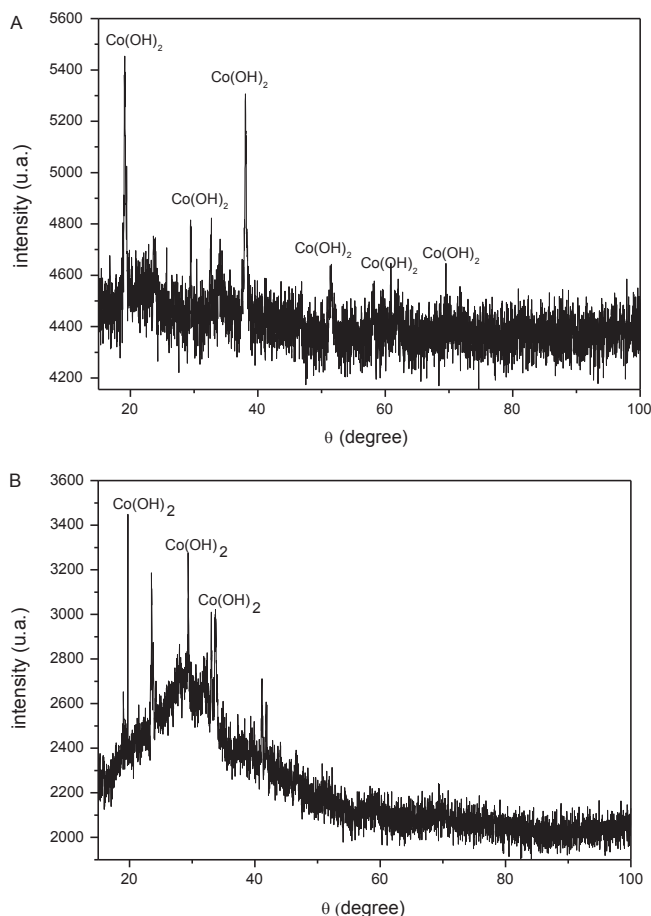 A
5600
5400
5200
5000
4800
4600
4400
4200
intensity (u.a.)
Co(OH)₂
Co(OH)₂
Co(OH)₂
Co(OH)₂
Co(OH)₂
Co(OH)₂
20 40 60 80 100
θ (degree)
B
3600
3400
3200
3000
2800
2600
2400
2200
2000
intensity (u.a.)
Co(OH)₂
Co(OH)₂
Co(OH)₂
20 40 60 80 100
θ (degree)